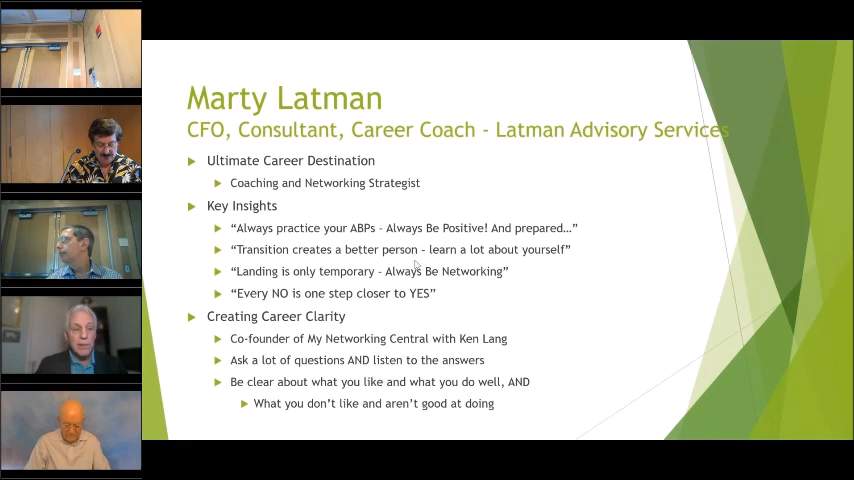 Marty Latman
CFO, Consultant, Career Coach - Latman Advisory Services
Ultimate Career Destination
Coaching and Networking Strategist
Key Insights
“Always practice your ABPs - Always Be Positive! And prepared…”
“Transition creates a better person – learn a lot about yourself”
“Landing is only temporary - Always Be Networking”
“Every NO is one step closer to YES”
Creating Career Clarity
Co-founder of My Networking Central with Ken Lang
Ask a lot of questions AND listen to the answers
Be clear about what you like and what you do well, AND
What you don’t like and aren’t good at doing